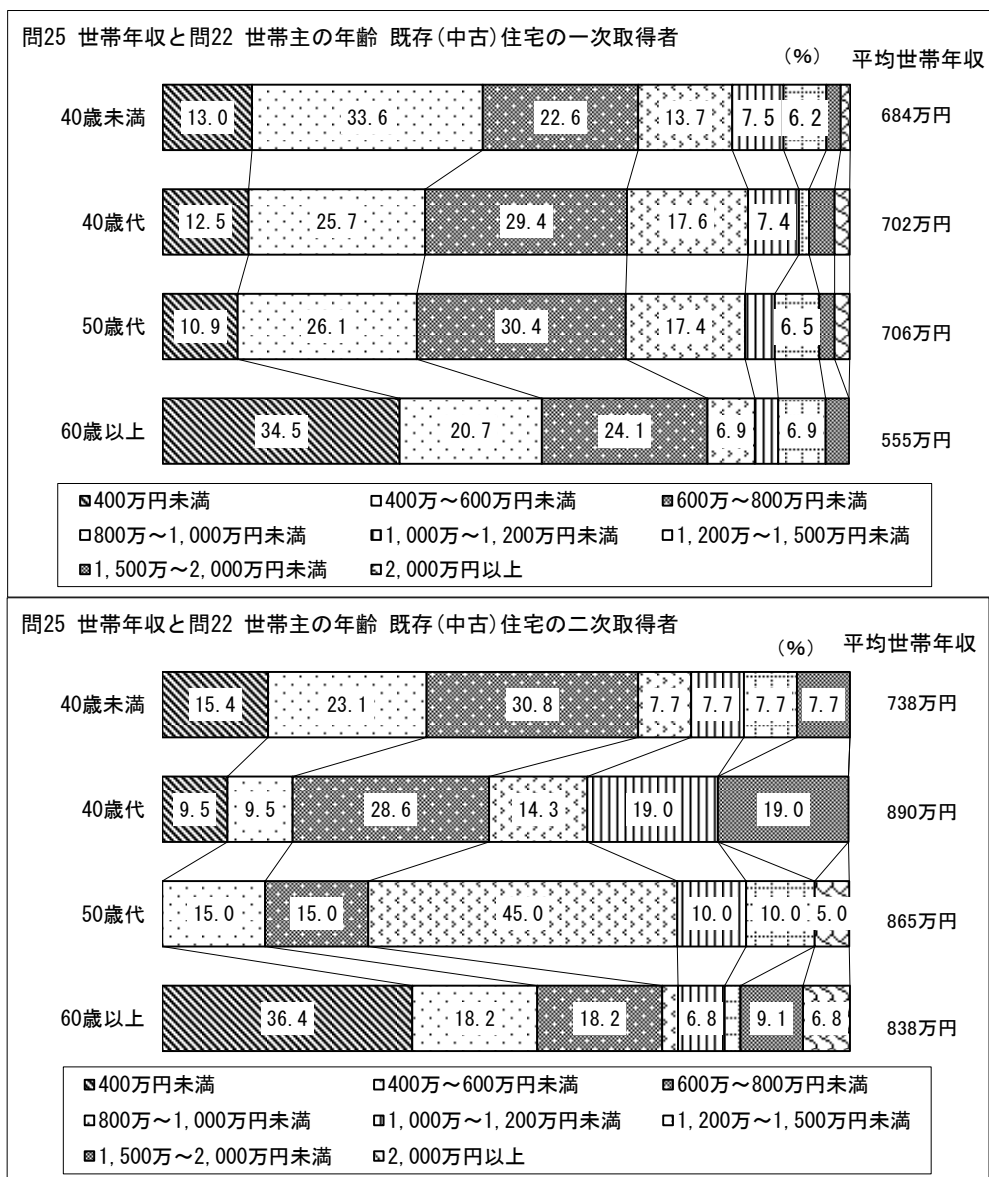 問25 世帯年収と問22 世帯主の年齢 既存(中古)住宅の一次取得者
(%) 平均世帯年収
40歳未満 13.0 33.6 22.6 13.7 7.5 6.2 684万円
40歳代 12.5 25.7 29.4 17.6 7.4 702万円
50歳代 10.9 26.1 30.4 17.4 6.5 706万円
60歳以上 34.5 20.7 24.1 6.9 6.9 555万円
400万円未満 400万～600万円未満 600万～800万円未満
800万～1,000万円未満 1,000万～1,200万円未満 1,200万～1,500万円未満
1,500万～2,000万円未満 2,000万円以上
問25 世帯年収と問22 世帯主の年齢 既存(中古)住宅の二次取得者
(%) 平均世帯年収
40歳未満 15.4 23.1 30.8 7.7 7.7 7.7 7.7 738万円
40歳代 9.5 9.5 28.6 14.3 19.0 19.0 890万円
50歳代 15.0 15.0 45.0 10.0 10.0 5.0 865万円
60歳以上 36.4 18.2 18.2 6.8 9.1 6.8 838万円
400万円未満 400万～600万円未満 600万～800万円未満
800万～1,000万円未満 1,000万～1,200万円未満 1,200万～1,500万円未満
1,500万～2,000万円未満 2,000万円以上